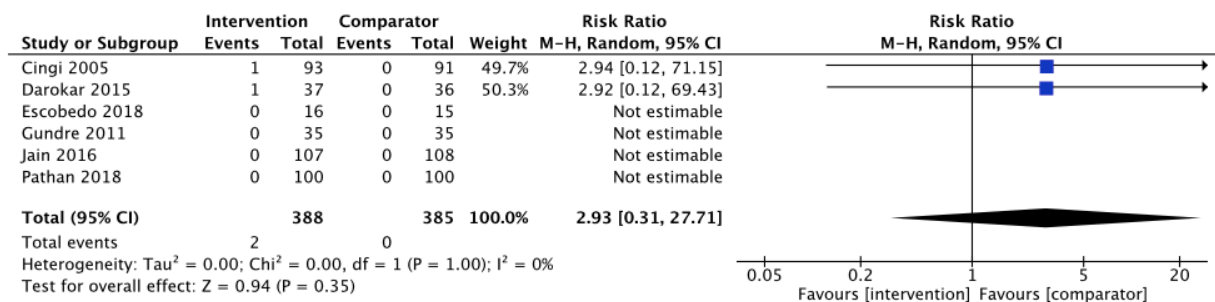 Intervention Comparator Risk Ratio Risk Ratio
Study or Subgroup Events Total Events Total Weight M-H, Random, 95% CI M-H, Random, 95% CI
Cingi 2005 1 93 0 91 49.7% 2.94 [0.12, 71.15]
Darokar 2015 1 37 0 36 50.3% 2.92 [0.12, 69.43]
Escobedo 2018 0 16 0 15 Not estimable
Gundre 2011 0 35 0 35 Not estimable
Jain 2016 0 107 0 108 Not estimable
Pathan 2018 0 100 0 100 Not estimable
Total (95% CI) 388 385 100.0% 2.93 [0.31, 27.71]
Total events 2 0
Heterogeneity: Tau² = 0.00; Chi² = 0.00, df = 1 (P = 1.00); I² = 0%
Test for overall effect: Z = 0.94 (P = 0.35)
0.05 0.2 1 5 20
Favours [intervention] Favours [comparator]